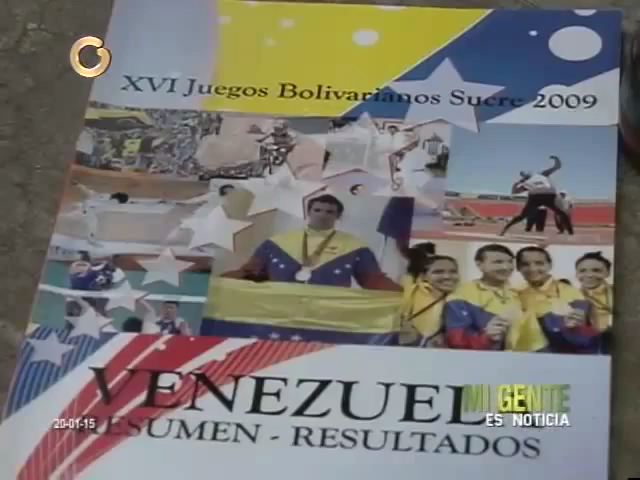 XVI Juegos Bolivarianos Sucre 2009
VENEZUEL
MI GENTE
ES NOTICIA
20-01-15
RESUMEN - RESULTADOS